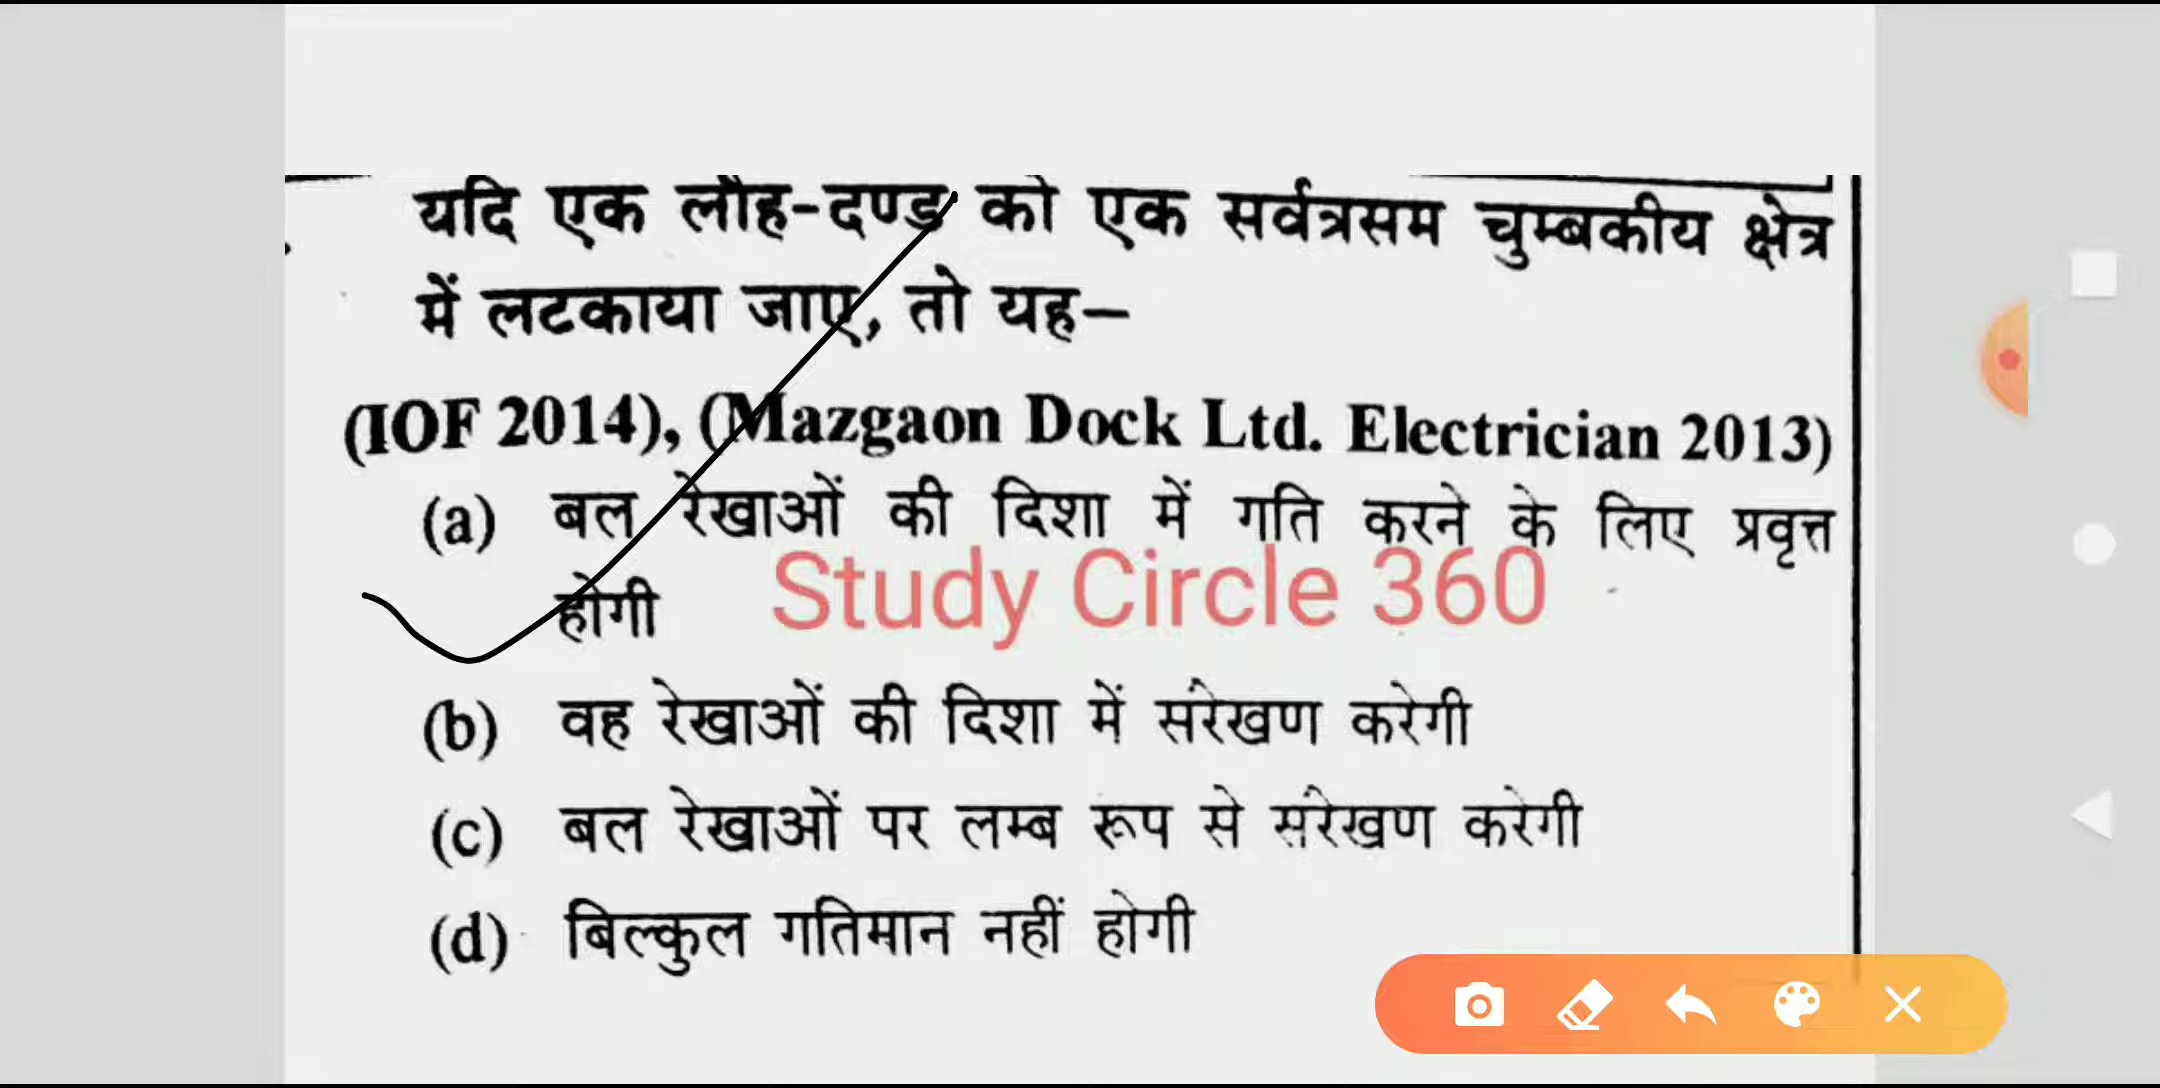 यदि एक लौह-दण्ड को एक सर्वत्रसम चुम्बकीय क्षेत्र
में लटकाया जाए, तो यह–
(IOF 2014), (Mazgaon Dock Ltd. Electrician 2013)
(a) बल रेखाओं की दिशा में गति करने के लिए प्रवृत्त
होगी
Study Circle 360
(b) वह रेखाओं की दिशा में संरेखण करेगी
(c) बल रेखाओं पर लम्ब रूप से संरेखण करेगी
(d) बिल्कुल गतिमान नहीं होगी